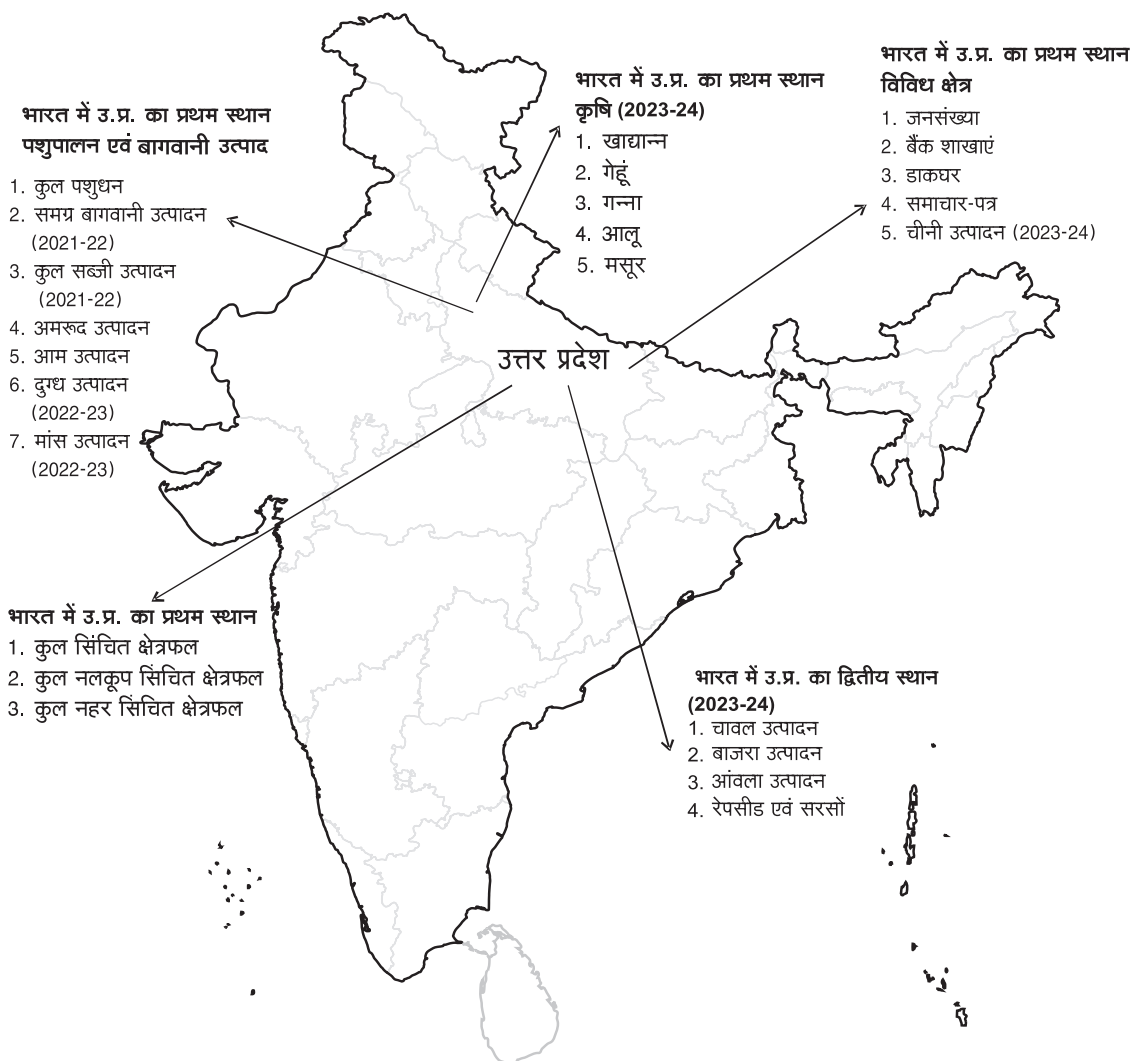 भारत में उ.प्र. का प्रथम स्थान
पशुपालन एवं बागवानी उत्पाद
1. कुल पशुधन
2. समग्र बागवानी उत्पादन
(2021-22)
3. कुल सब्जी उत्पादन
(2021-22)
4. अमरूद उत्पादन
5. आम उत्पादन
6. दुग्ध उत्पादन
(2022-23)
7. मांस उत्पादन
(2022-23)
भारत में उ.प्र. का प्रथम स्थान
कृषि (2023-24)
1. खाद्यान्न
2. गेहूं
3. गन्ना
4. आलू
5. मसूर
भारत में उ.प्र. का प्रथम स्थान
विविध क्षेत्र
1. जनसंख्या
2. बैंक शाखाएं
3. डाकघर
4. समाचार-पत्र
5. चीनी उत्पादन (2023-24)
उत्तर प्रदेश
भारत में उ.प्र. का प्रथम स्थान
1. कुल सिंचित क्षेत्रफल
2. कुल नलकूप सिंचित क्षेत्रफल
3. कुल नहर सिंचित क्षेत्रफल
भारत में उ.प्र. का द्वितीय स्थान
(2023-24)
1. चावल उत्पादन
2. बाजरा उत्पादन
3. आंवला उत्पादन
4. रेपसीड एवं सरसों